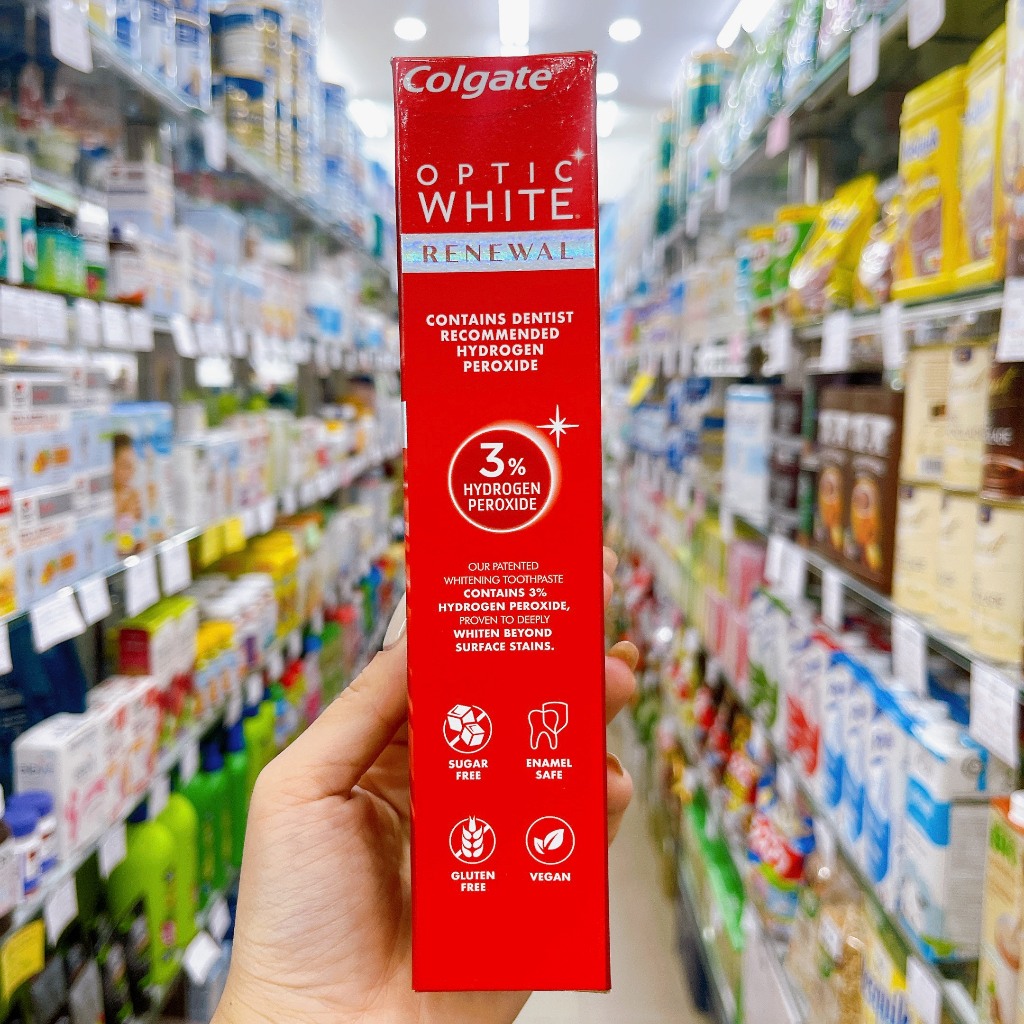 Colgate
OPTIC
WHITE
RENEWAL
CONTAINS DENTIST
RECOMMENDED
HYDROGEN
PEROXIDE
3%
HYDROGEN
PEROXIDE
OUR PATENTED
WHITENING TOOTHPASTE
CONTAINS 3%
HYDROGEN PEROXIDE,
PROVEN TO DEEPLY
WHITEN BEYOND
SURFACE STAINS.
SUGAR
FREE
ENAMEL
SAFE
GLUTEN
FREE
VEGAN